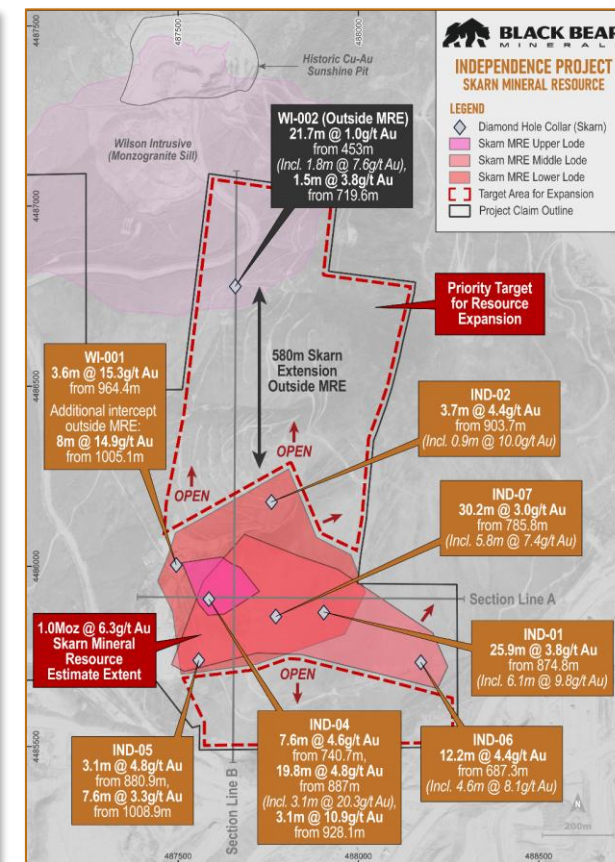 487500
488000
4487500
BLACK BEAR
MINERAL
INDEPENDENCE PROJECT
SKARN MINERAL RESOURCE
LEGEND
Diamond Hole Collar (Skarn)
Skarn MRE Upper Lode
Skarn MRE Middle Lode
Skarn MRE Lower Lode
Target Area for Expansion
Project Claim Outline
Historic Cu-Au
Sunshine Pit
Wilson Intrusive
(Monzogranite Sill)
WI-002 (Outside MRE)
21.7m @ 1.0g/t Au
from 453m
(Incl. 1.8m @ 7.6g/t Au),
1.5m @ 3.8g/t Au
from 719.6m
4487000
Priority Target
for Resource
Expansion
580m Skarn
Extension
Outside MRE
WI-001
3.6m @ 15.3g/t Au
from 964.4m
Additional intercept
outside MRE:
8m @ 14.9g/t Au
from 1005.1m
4486500
IND-02
3.7m @ 4.4g/t Au
from 903.7m
(Incl. 0.9m @ 10.0g/t Au)
OPEN
OPEN
IND-07
30.2m @ 3.0g/t Au
from 785.8m
(Incl. 5.8m @ 7.4g/t Au)
4486000
Section Line A
1.0Moz @ 6.3g/t Au
Skarn Mineral
Resource
Estimate Extent
IND-01
25.9m @ 3.8g/t Au
from 874.8m
(Incl. 6.1m @ 9.8g/t Au)
OPEN
IND-05
3.1m @ 4.8g/t Au
from 880.9m,
7.6m @ 3.3g/t Au
from 1008.9m
Section Line B
IND-04
7.6m @ 4.6g/t Au
from 740.7m,
19.8m @ 4.8g/t Au
from 887m
(Incl. 3.1m @ 20.3g/t Au),
3.1m @ 10.9g/t Au
from 928.1m
IND-06
12.2m @ 4.4g/t Au
from 687.3m
(Incl. 4.6m @ 8.1g/t Au)
4485500
N
200m
487500
488000
488500